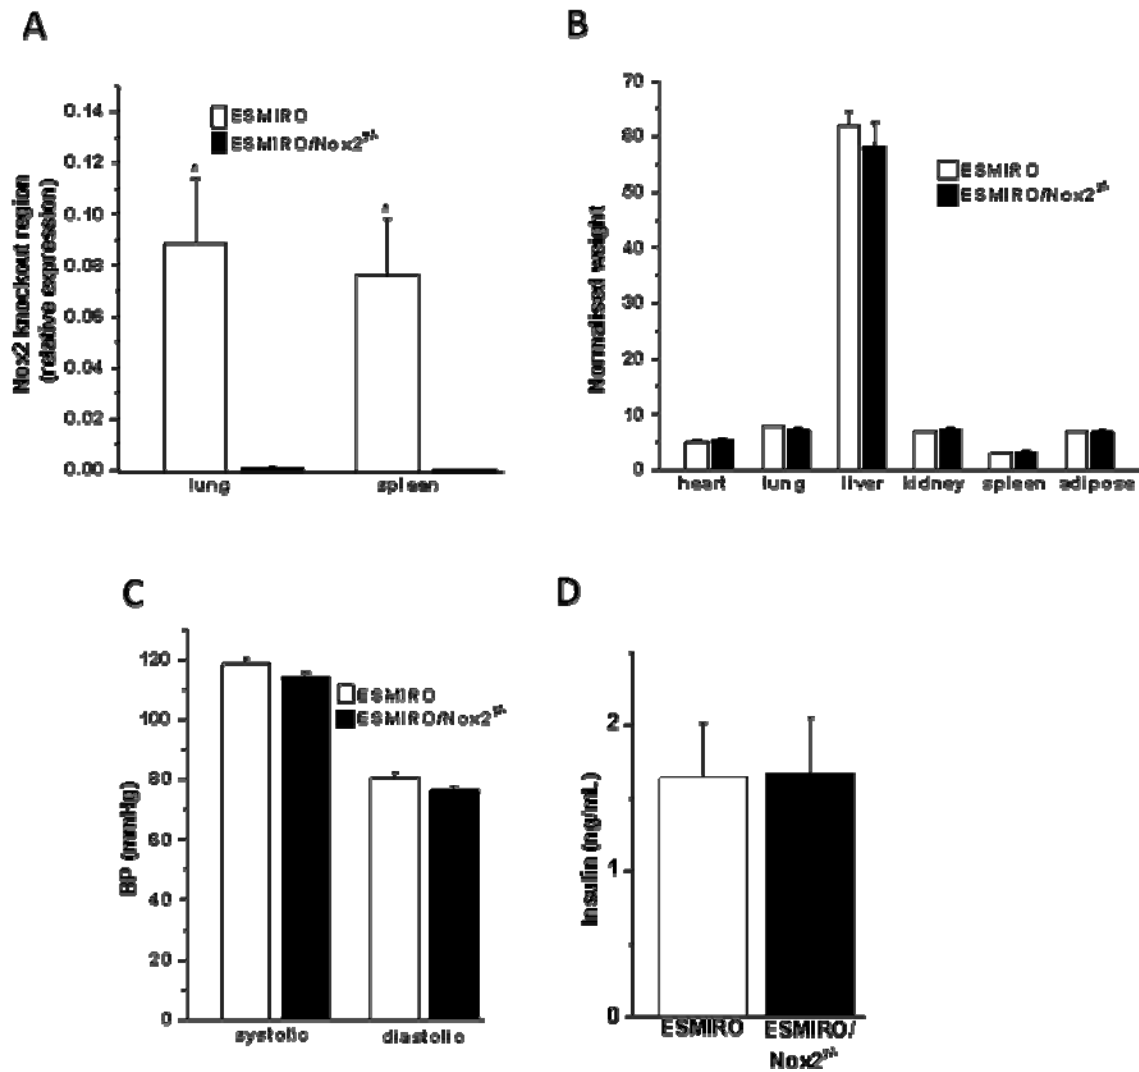 A
Nox2 knockout region
(relative expression)
0.14
0.12
0.10
0.08
0.06
0.04
0.02
0.00
ESMIRO
ESMIRO/Nox2
lung
spleen
B
Normalised weight
70
60
50
40
30
20
10
0
ESMIRO
ESMIRO/Nox2
heart
lung
liver
kidney
spleen
adipose
C
BP (mmHg)
120
100
80
60
40
20
0
ESMIRO
ESMIRO/Nox2
systolic
diastolic
D
Insulin (ng/mL)
2
1
0
ESMIRO
ESMIRO/
Nox2